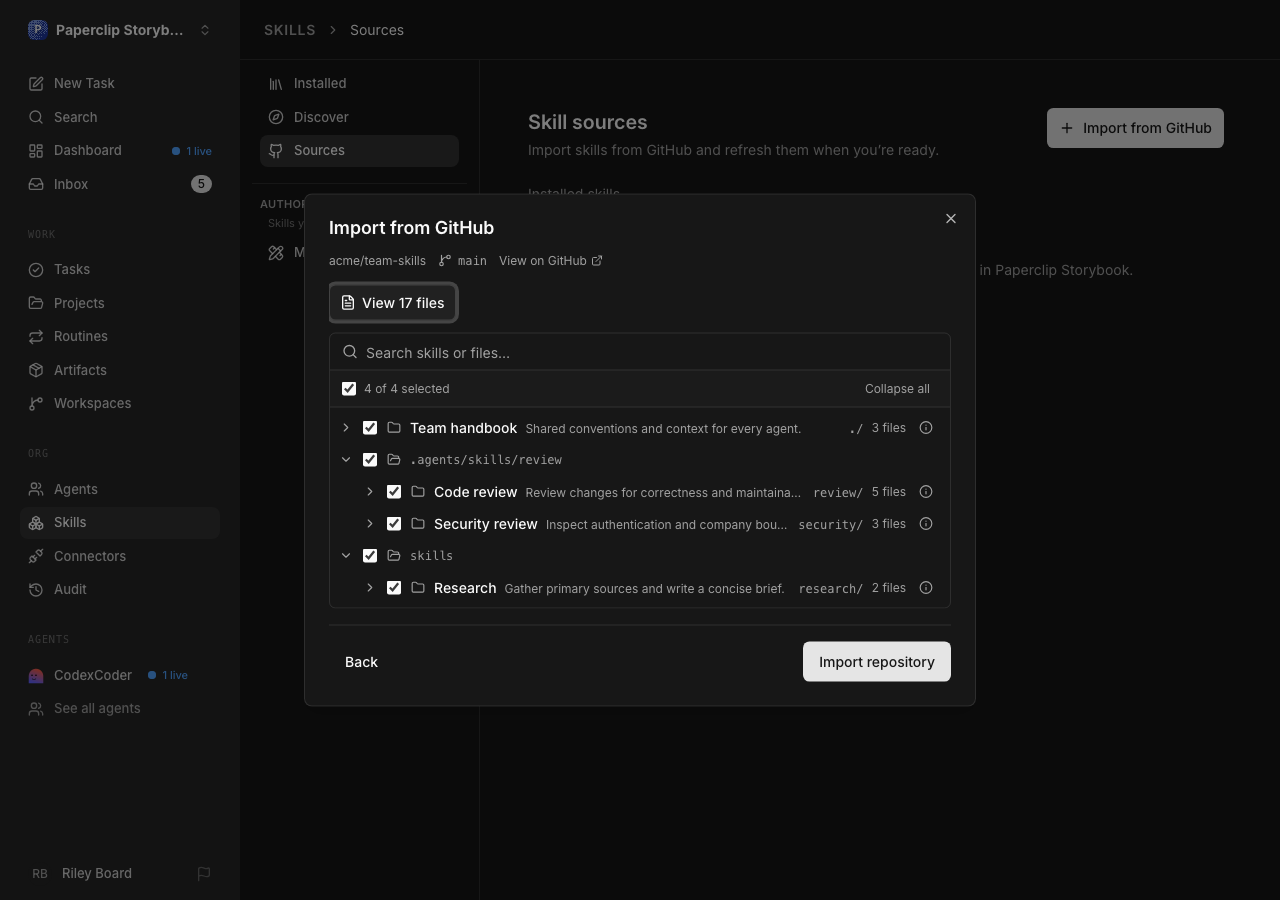 P Paperclip Storyb...
SKILLS > Sources
New Task
Search
Dashboard 1 live
Inbox 5
WORK
Tasks
Projects
Routines
Artifacts
Workspaces
ORG
Agents
Skills
Connectors
Audit
AGENTS
CodexCoder 1 live
See all agents
RB Riley Board
Installed
Discover
Sources
AUTHOR
Skills y
M
Skill sources
Import skills from GitHub and refresh them when you're ready.
+ Import from GitHub
Installed skills
in Paperclip Storybook.
Import from GitHub
acme/team-skills main View on GitHub
View 17 files
Search skills or files...
4 of 4 selected Collapse all
Team handbook Shared conventions and context for every agent. ./ 3 files
.agents/skills/review
Code review Review changes for correctness and maintaina... review/ 5 files
Security review Inspect authentication and company bou... security/ 3 files
skills
Research Gather primary sources and write a concise brief. research/ 2 files
Back Import repository